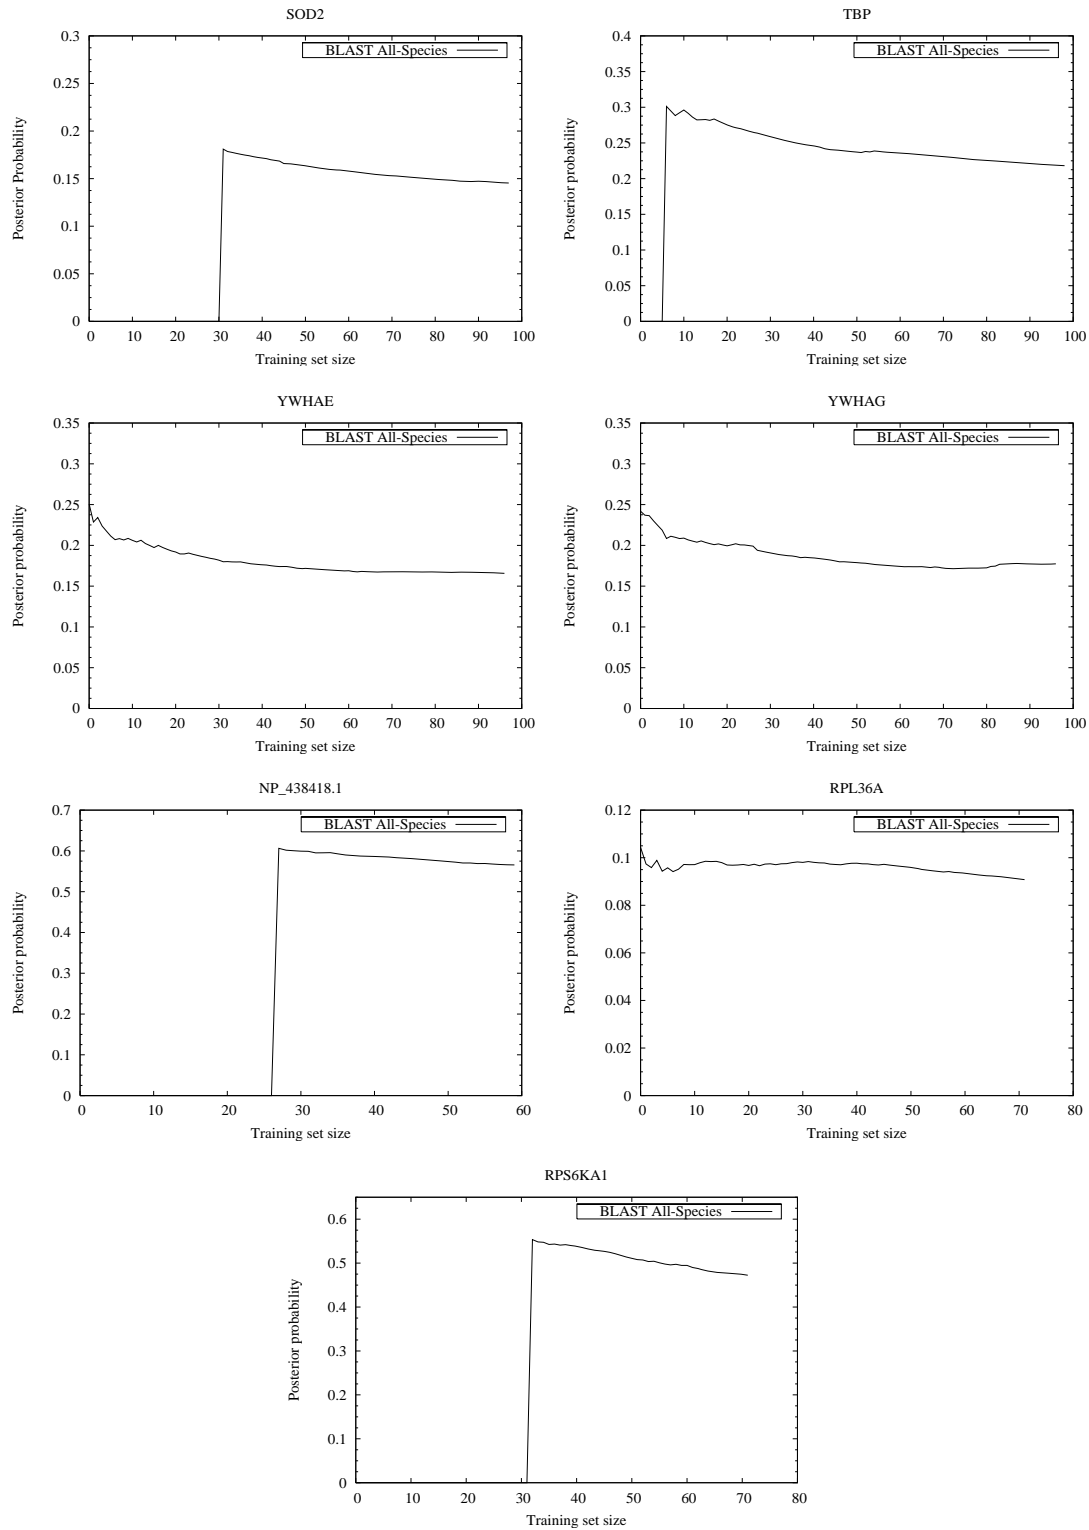 SOD2
BLAST All-Species
0.3
0.25
0.2
0.15
0.1
0.05
0
Posterior Probability
0 10 20 30 40 50 60 70 80 90 100
Training set size
TBP
BLAST All-Species
0.4
0.35
0.3
0.25
0.2
0.15
0.1
0.05
0
Posterior probability
0 10 20 30 40 50 60 70 80 90 100
Training set size
YWHAE
BLAST All-Species
0.35
0.3
0.25
0.2
0.15
0.1
0.05
0
Posterior probability
0 10 20 30 40 50 60 70 80 90 100
Training set size
YWHAG
BLAST All-Species
0.35
0.3
0.25
0.2
0.15
0.1
0.05
0
Posterior probability
0 10 20 30 40 50 60 70 80 90 100
Training set size
NP_438418.1
BLAST All-Species
0.7
0.6
0.5
0.4
0.3
0.2
0.1
0
Posterior probability
0 10 20 30 40 50 60
Training set size
RPL36A
BLAST All-Species
0.12
0.1
0.08
0.06
0.04
0.02
0
Posterior probability
0 10 20 30 40 50 60 70 80
Training set size
RPS6KA1
BLAST All-Species
0.6
0.5
0.4
0.3
0.2
0.1
0
Posterior probability
0 10 20 30 40 50 60 70 80
Training set size